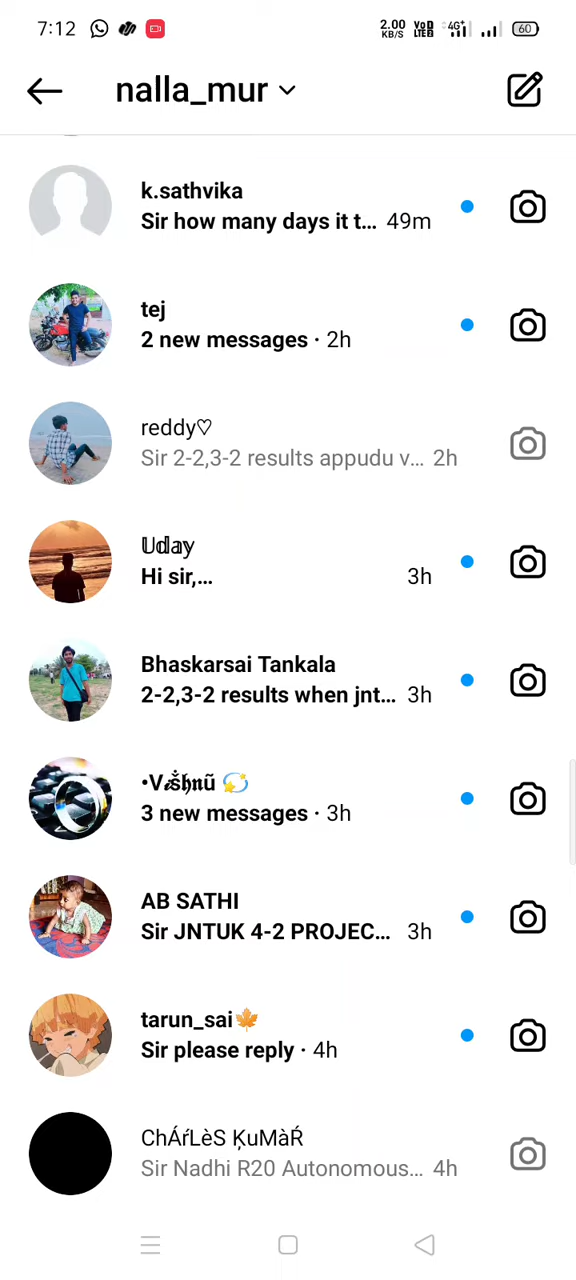 7:12 2.00 KB/S VoD LTE2 4G+ 60
nalla_mur
k.sathvika
Sir how many days it t... 49m
tej
2 new messages · 2h
reddy♡
Sir 2-2,3-2 results appudu v... 2h
𝕌𝕕𝕒𝕪
Hi sir,... 3h
Bhaskarsai Tankala
2-2,3-2 results when jnt... 3h
•V𝓲ṧ𝖍𝖓ũ 💫
3 new messages · 3h
AB SATHI
Sir JNTUK 4-2 PROJEC... 3h
tarun_sai🍁
Sir please reply · 4h
ChÁŕLèS ĶuMàŔ
Sir Nadhi R20 Autonomous... 4h